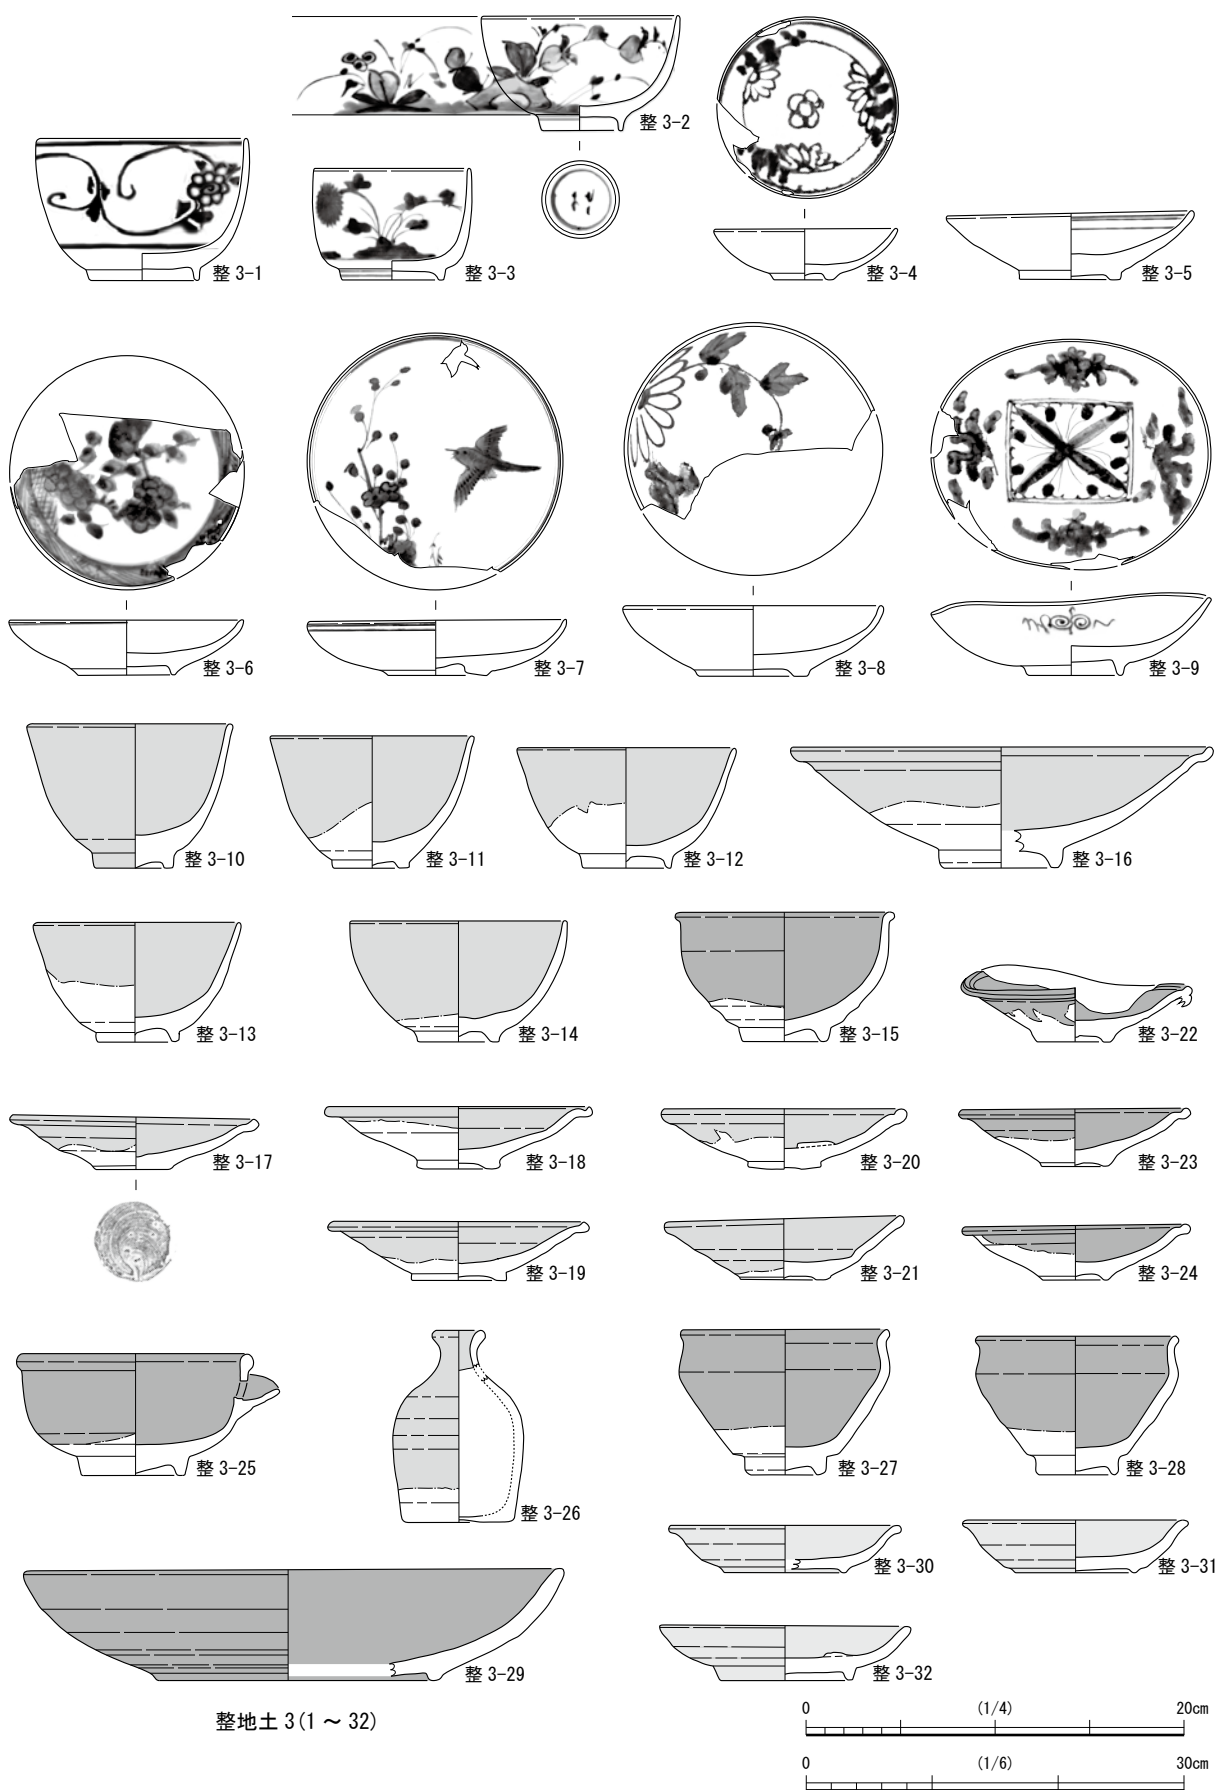 整 3-2
整 3-1
整 3-3
整 3-4
整 3-5
整 3-6
整 3-7
整 3-8
整 3-9
整 3-10
整 3-11
整 3-12
整 3-16
整 3-13
整 3-14
整 3-15
整 3-22
整 3-17
整 3-18
整 3-20
整 3-23
整 3-19
整 3-21
整 3-24
整 3-25
整 3-26
整 3-27
整 3-28
整 3-30
整 3-31
整 3-29
整 3-32
整地土 3(1 ～ 32)
0 (1/4) 20cm
0 (1/6) 30cm